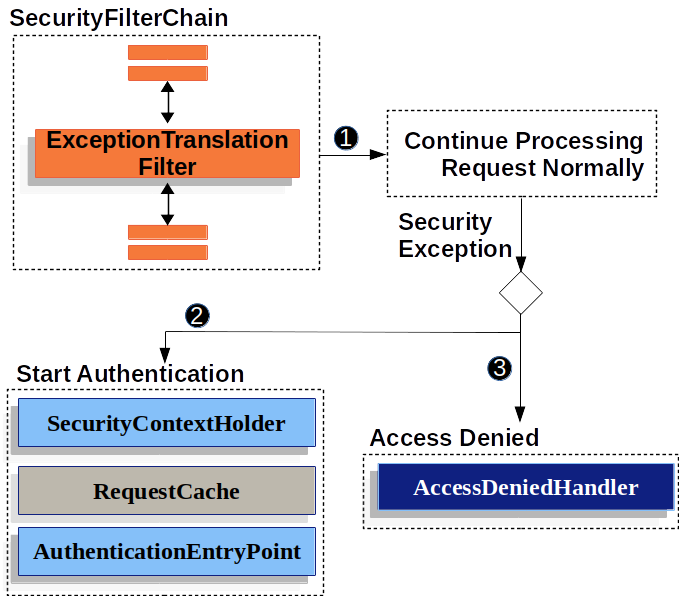 SecurityFilterChain
ExceptionTranslation
Filter
1
Continue Processing
Request Normally
Security
Exception
2
3
Start Authentication
SecurityContextHolder
RequestCache
AuthenticationEntryPoint
Access Denied
AccessDeniedHandler